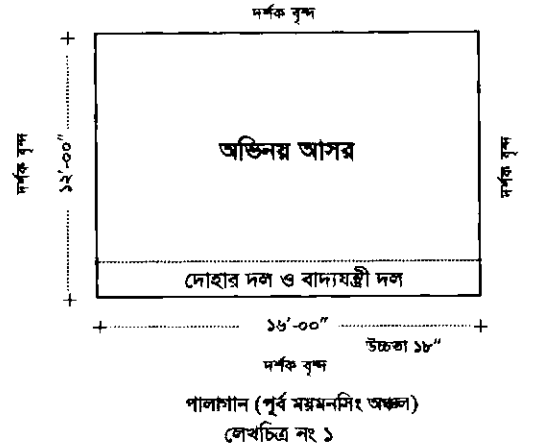 দর্শক বৃন্দ
অভিনয় আসর
দর্শক বৃন্দ
১২'-০০"
দর্শক বৃন্দ
দোহার দল ও বাদ্যযন্ত্রী দল
১৬'-০০"
উচ্চতা ১৮"
দর্শক বৃন্দ
পালাগান (পূর্ব ময়মনসিং অঞ্চল)
লেখচিত্র নং ১